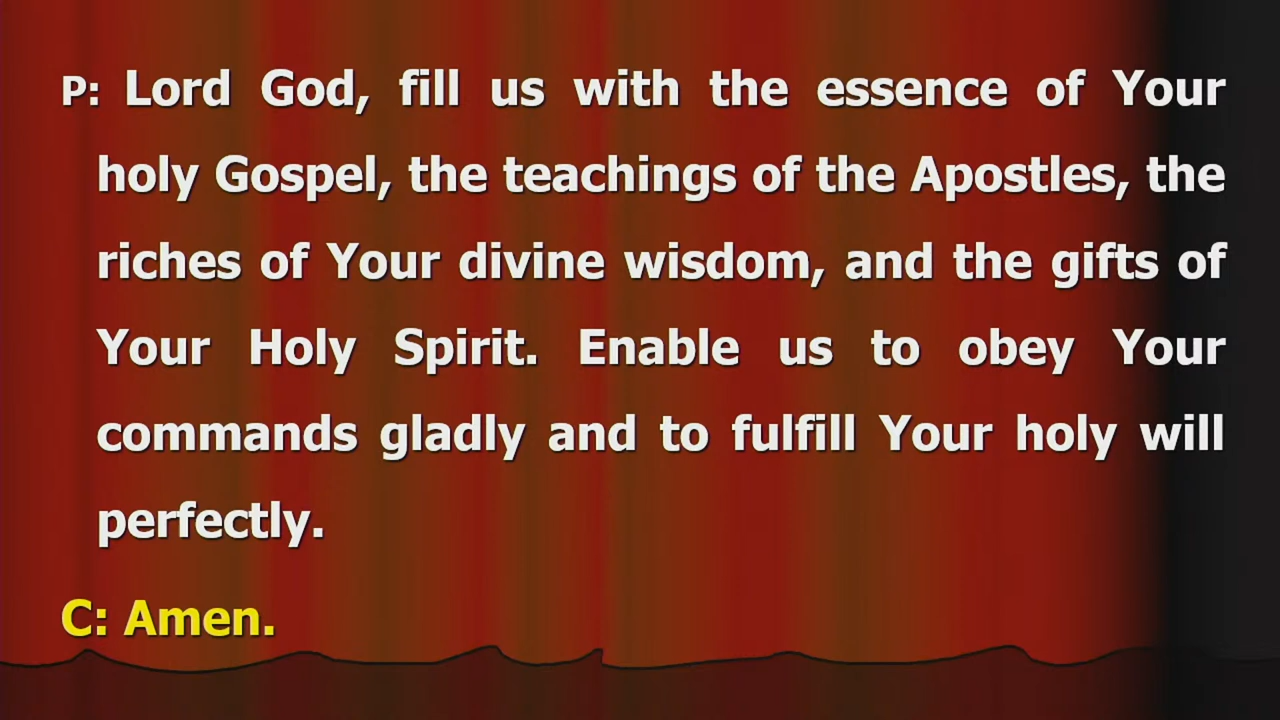 P: Lord God, fill us with the essence of Your
holy Gospel, the teachings of the Apostles, the
riches of Your divine wisdom, and the gifts of
Your Holy Spirit. Enable us to obey Your
commands gladly and to fulfill Your holy will
perfectly.
C: Amen.